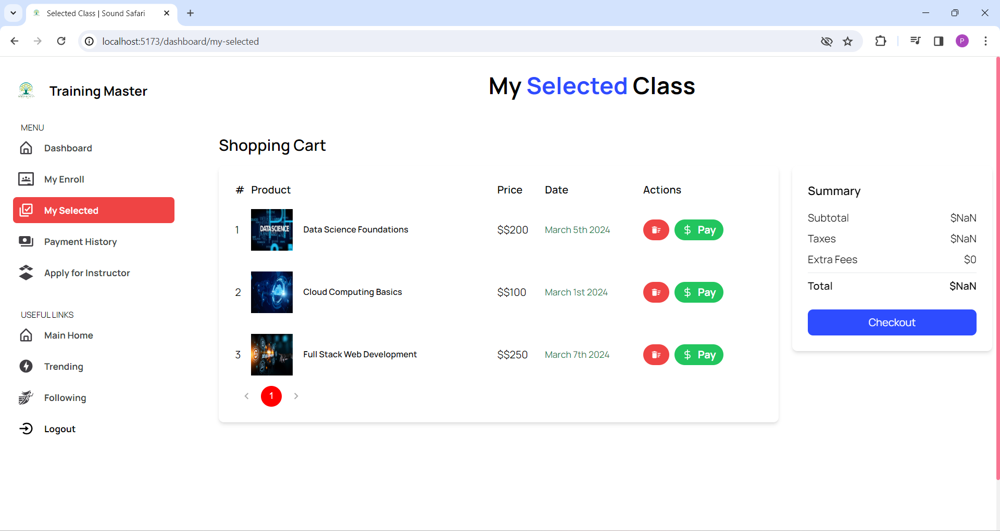 Selected Class | Sound Safari
localhost:5173/dashboard/my-selected
P
Training Master
MENU
Dashboard
My Enroll
My Selected
Payment History
Apply for Instructor
USEFUL LINKS
Main Home
Trending
Following
Logout
My Selected Class
Shopping Cart
# Product Price Date Actions
1 DATA SCIENCE Data Science Foundations $$200 March 5th 2024 $ Pay
2 Cloud Computing Basics $$100 March 1st 2024 $ Pay
3 Full Stack Web Development $$250 March 7th 2024 $ Pay
1
Summary
Subtotal $NaN
Taxes $NaN
Extra Fees $0
Total $NaN
Checkout